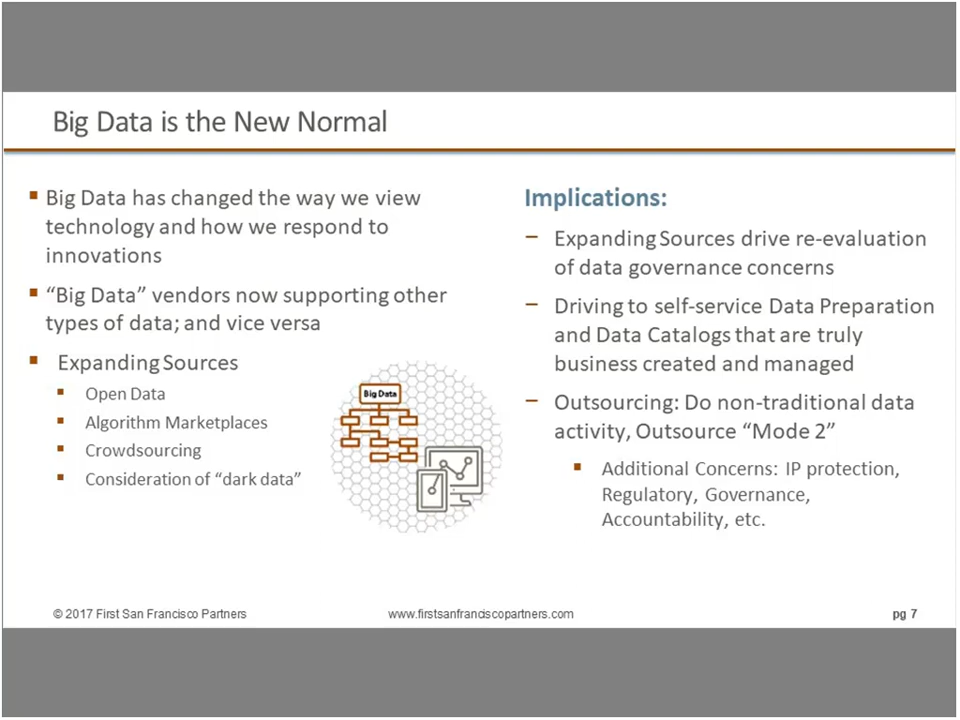 Big Data is the New Normal
▪ Big Data has changed the way we view
technology and how we respond to
innovations
▪ “Big Data” vendors now supporting other
types of data; and vice versa
▪ Expanding Sources
▪ Open Data
▪ Algorithm Marketplaces
▪ Crowdsourcing
▪ Consideration of “dark data”
Big Data
Implications:
– Expanding Sources drive re-evaluation
of data governance concerns
– Driving to self-service Data Preparation
and Data Catalogs that are truly
business created and managed
– Outsourcing: Do non-traditional data
activity, Outsource “Mode 2”
▪ Additional Concerns: IP protection,
Regulatory, Governance,
Accountability, etc.
© 2017 First San Francisco Partners
www.firstsanfranciscopartners.com
pg 7